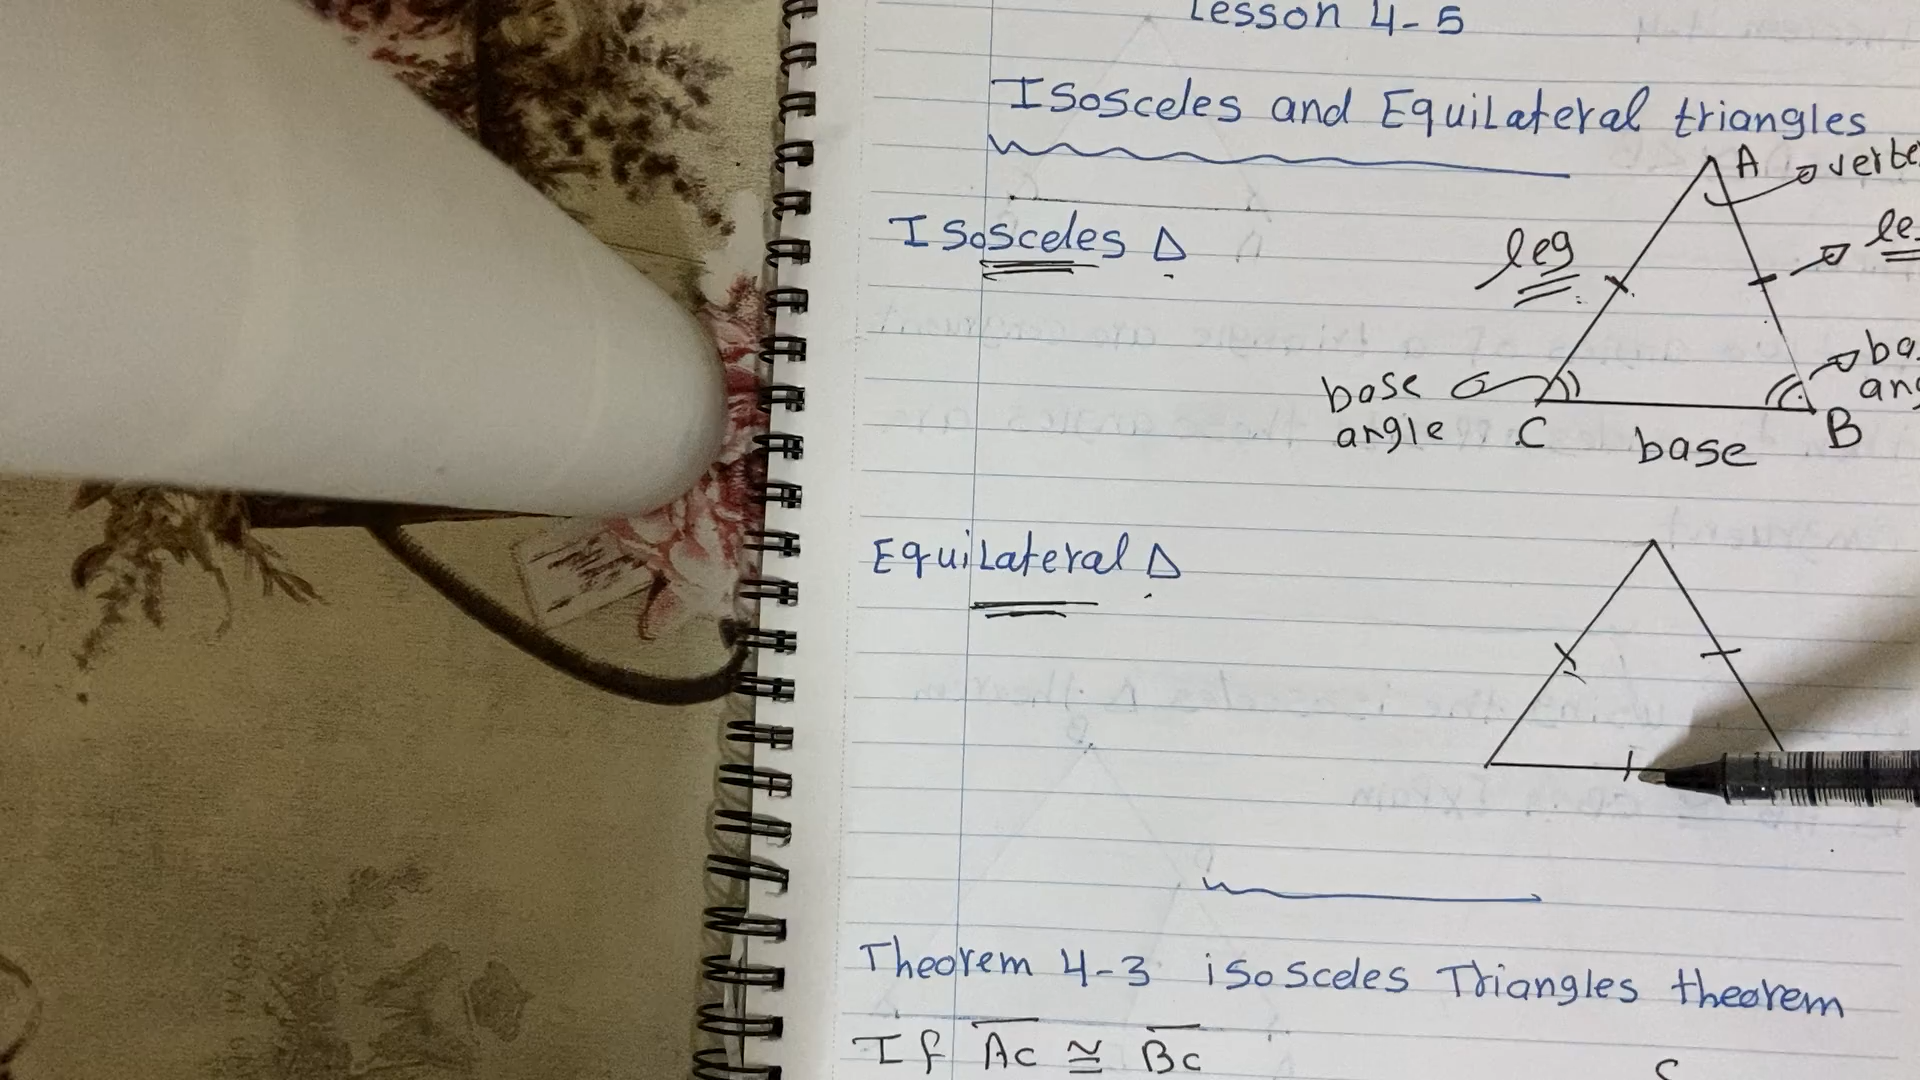 Lesson 4-5
Isosceles and Equilateral triangles
A
Isosceles Δ
leg
base
angle
C
base
B
Equilateral Δ
Theorem 4-3 isosceles Triangles theorem
If AC ≅ BC
C